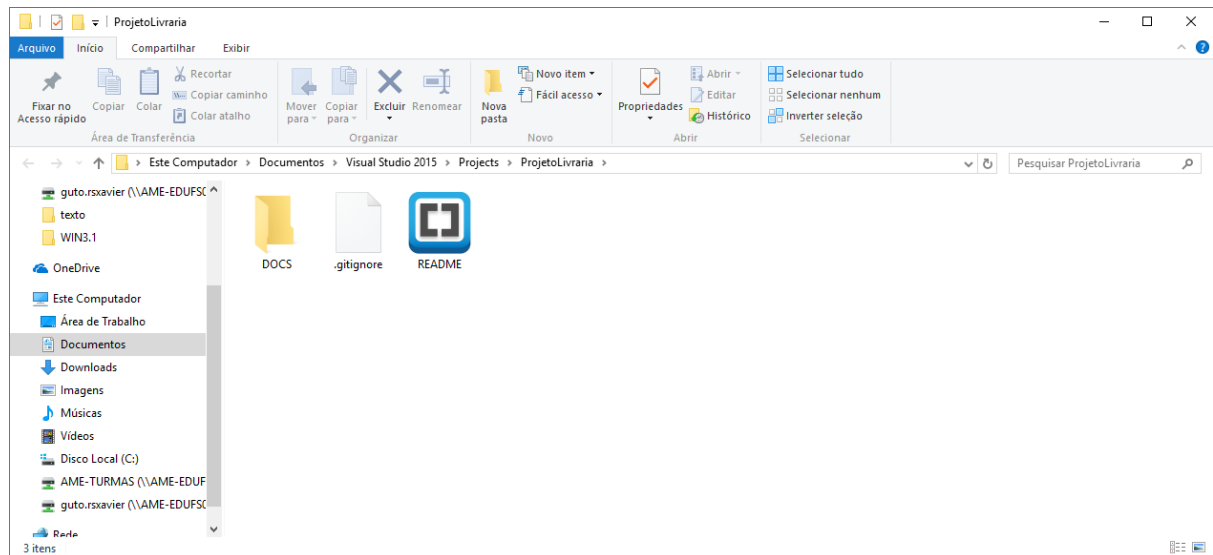 ProjetoLivraria
Arquivo Início Compartilhar Exibir
Fixar no Acesso rápido
Copiar
Colar
Recortar
Copiar caminho
Colar atalho
Área de Transferência
Mover para
Copiar para
Excluir
Renomear
Organizar
Nova pasta
Novo item
Fácil acesso
Novo
Propriedades
Abrir
Editar
Histórico
Abrir
Selecionar tudo
Selecionar nenhum
Inverter seleção
Selecionar
Este Computador > Documentos > Visual Studio 2015 > Projects > ProjetoLivraria >
Pesquisar ProjetoLivraria
guto.rsxavier (\\AME-EDUFS
texto
WIN3.1
OneDrive
Este Computador
Área de Trabalho
Documentos
Downloads
Imagens
Músicas
Vídeos
Disco Local (C:)
AME-TURMAS (\\AME-EDUF
guto.rsxavier (\\AME-EDUFS
Rede
DOCS
.gitignore
README
3 itens